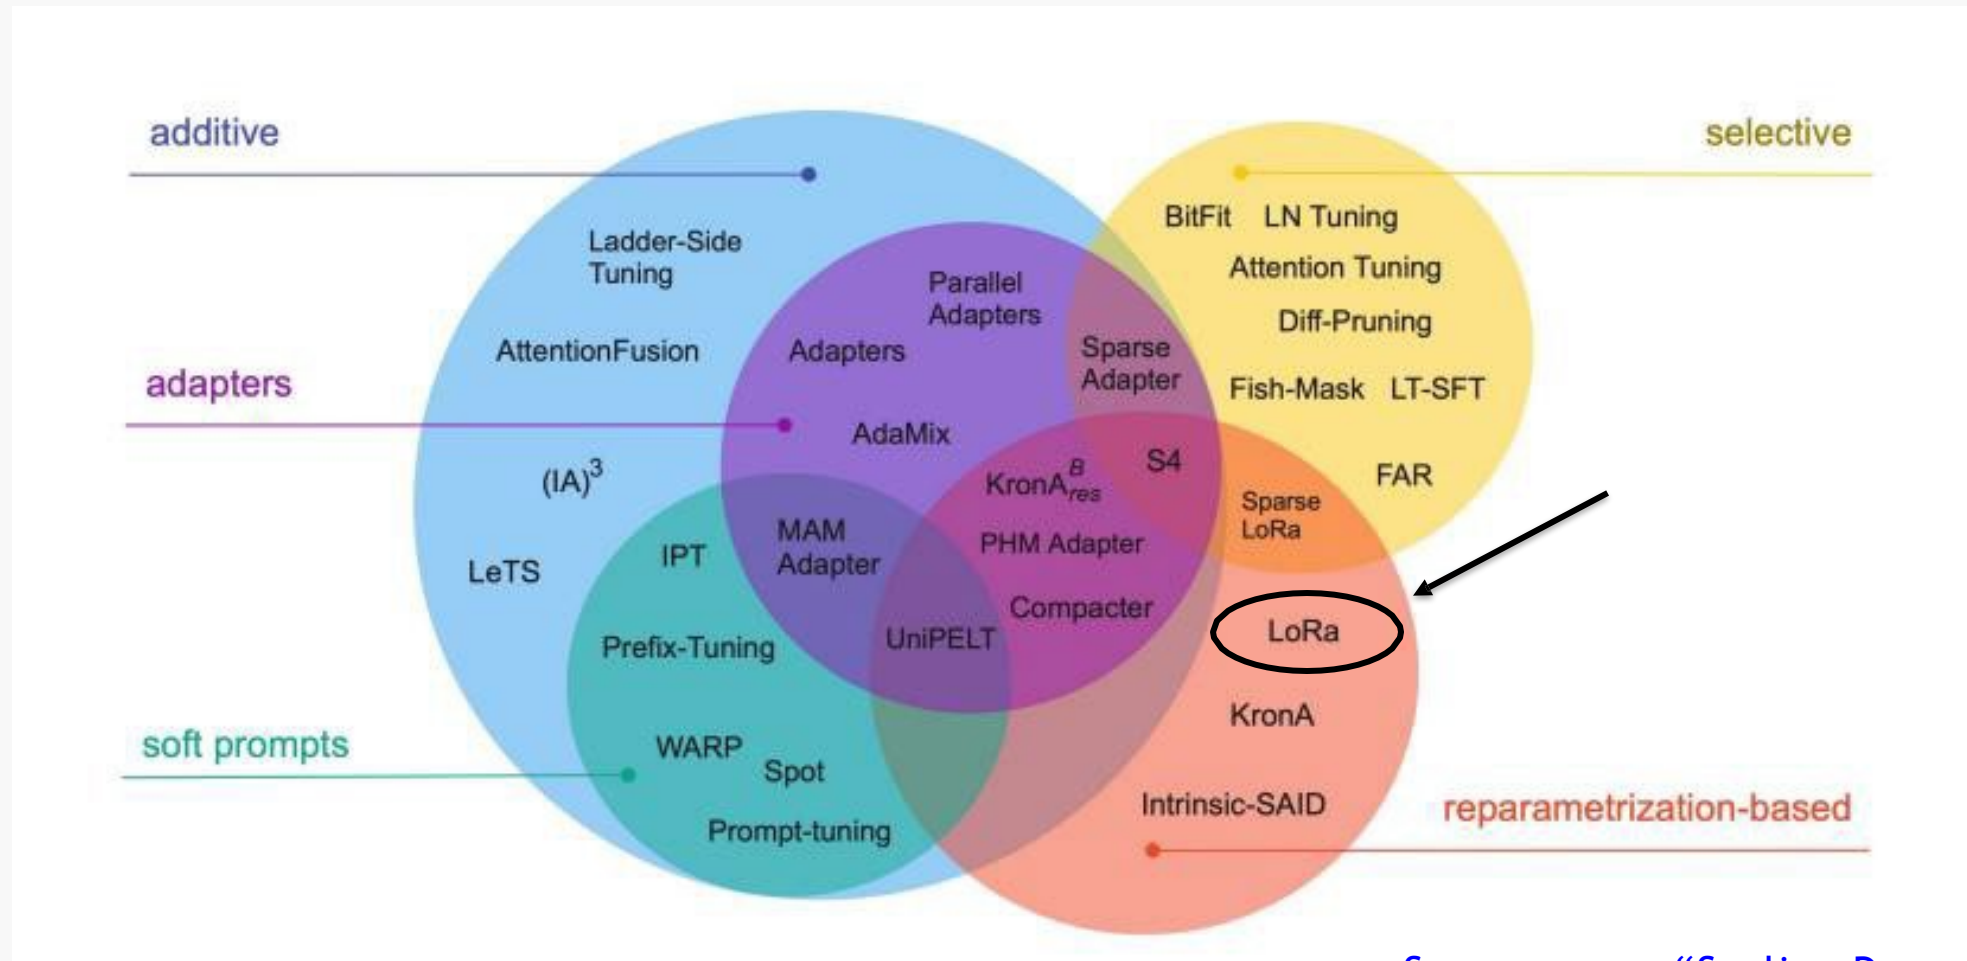 additive
selective
BitFit LN Tuning
Ladder-Side
Tuning
Attention Tuning
Parallel
Adapters
Diff-Pruning
AttentionFusion
Adapters
Sparse
Adapter
adapters
Fish-Mask LT-SFT
AdaMix
S4
(IA)³
KronA^B_res
FAR
Sparse
LoRa
MAM
Adapter
IPT
PHM Adapter
LeTS
Compacter
LoRa
UniPELT
Prefix-Tuning
KronA
soft prompts
WARP
Spot
Intrinsic-SAID
reparametrization-based
Prompt-tuning